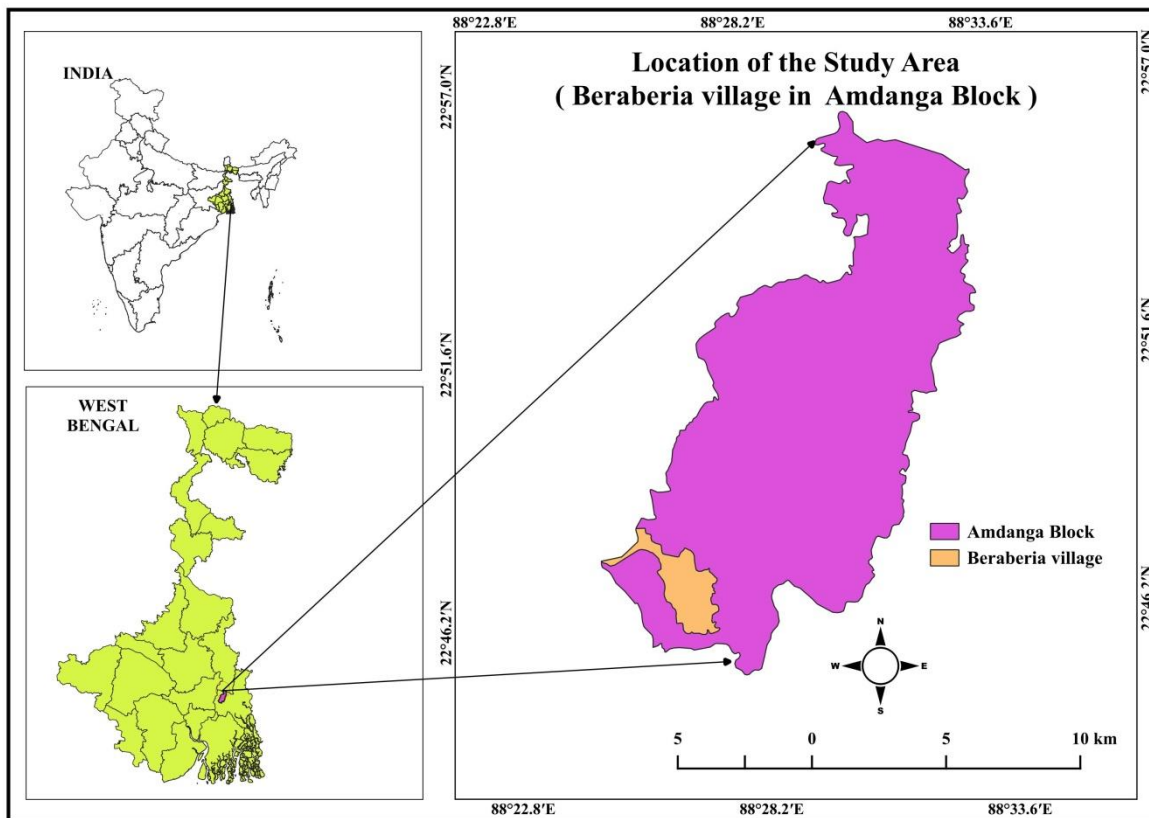 INDIA
WEST
BENGAL
88°22.8'E 88°28.2'E 88°33.6'E
Location of the Study Area
( Beraberia village in Amdanga Block )
22°57.0'N
22°51.6'N
22°46.2'N
22°57.0'N
22°51.6'N
22°46.2'N
Amdanga Block
Beraberia village
N
W E
S
5 0 5 10 km
88°22.8'E 88°28.2'E 88°33.6'E